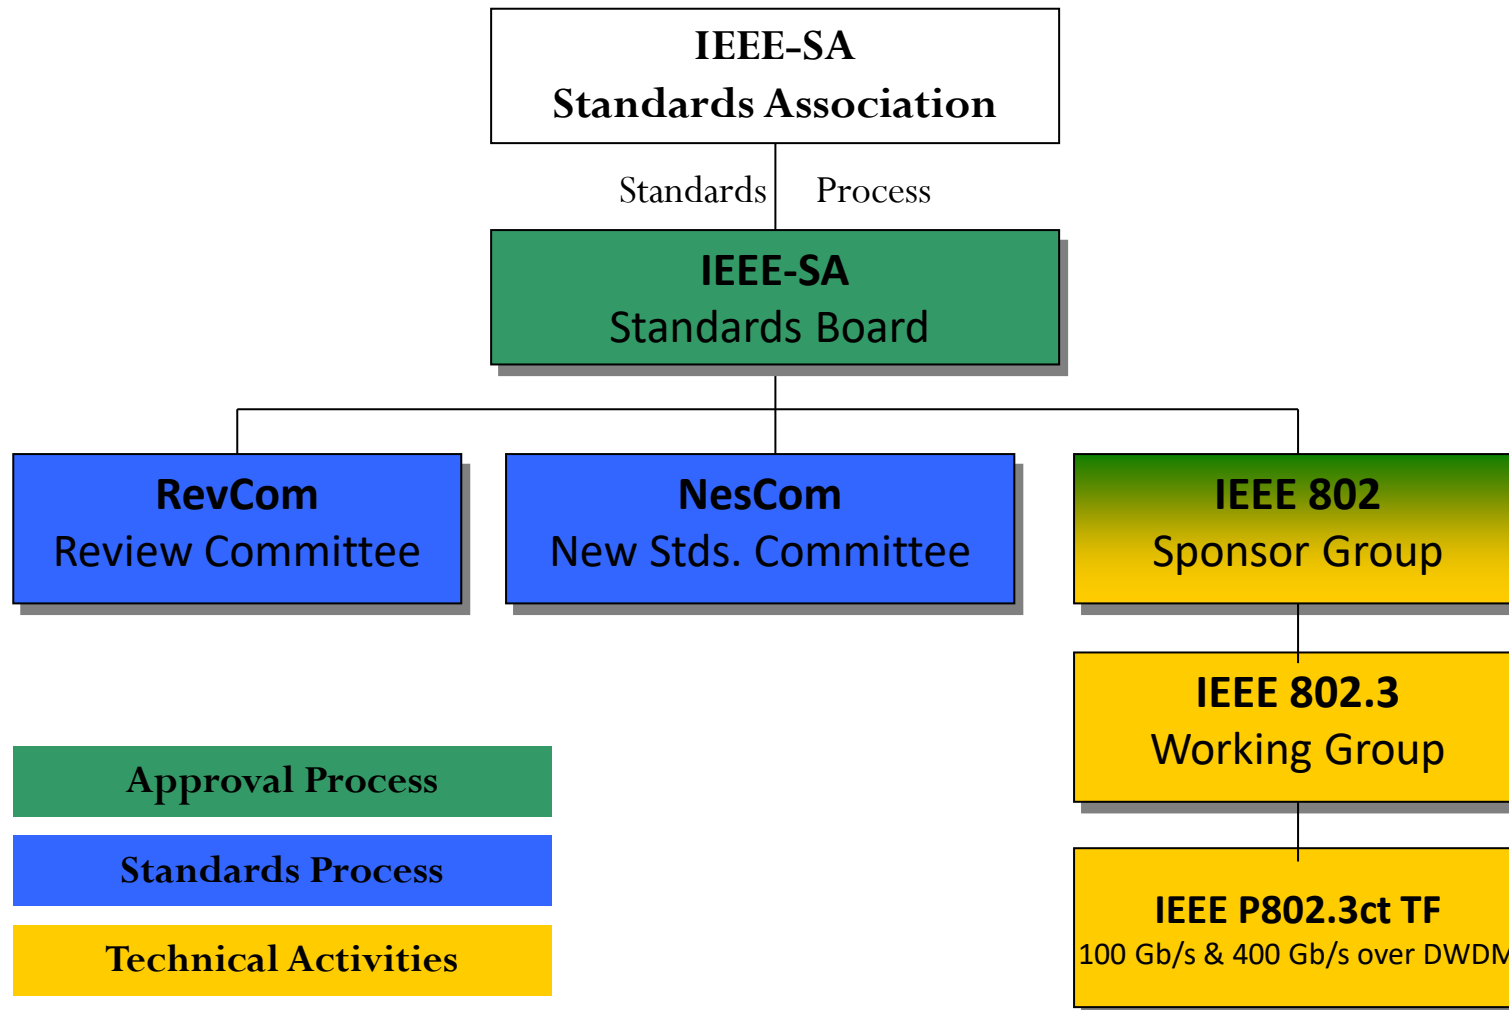 IEEE-SA
Standards Association
Standards Process
IEEE-SA
Standards Board
RevCom
Review Committee
NesCom
New Stds. Committee
IEEE 802
Sponsor Group
IEEE 802.3
Working Group
IEEE P802.3ct TF
100 Gb/s & 400 Gb/s over DWDM
Approval Process
Standards Process
Technical Activities